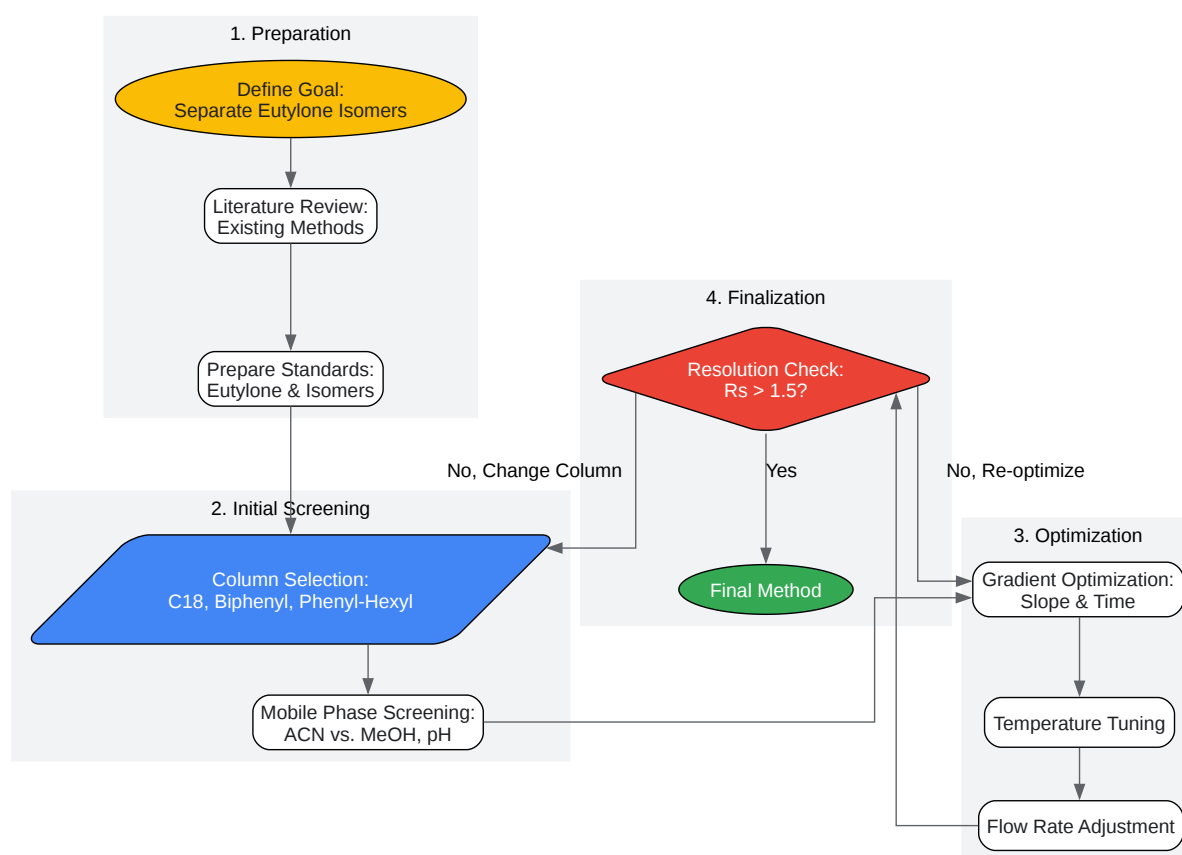 1. Preparation
Define Goal:
Separate Eutylone Isomers
Literature Review:
Existing Methods
Prepare Standards:
Eutylone & Isomers
2. Initial Screening
Column Selection:
C18, Biphenyl, Phenyl-Hexyl
Mobile Phase Screening:
ACN vs. MeOH, pH
4. Finalization
Resolution Check:
Rs > 1.5?
No, Change Column
Yes
No, Re-optimize
Final Method
3. Optimization
Gradient Optimization:
Slope & Time
Temperature Tuning
Flow Rate Adjustment